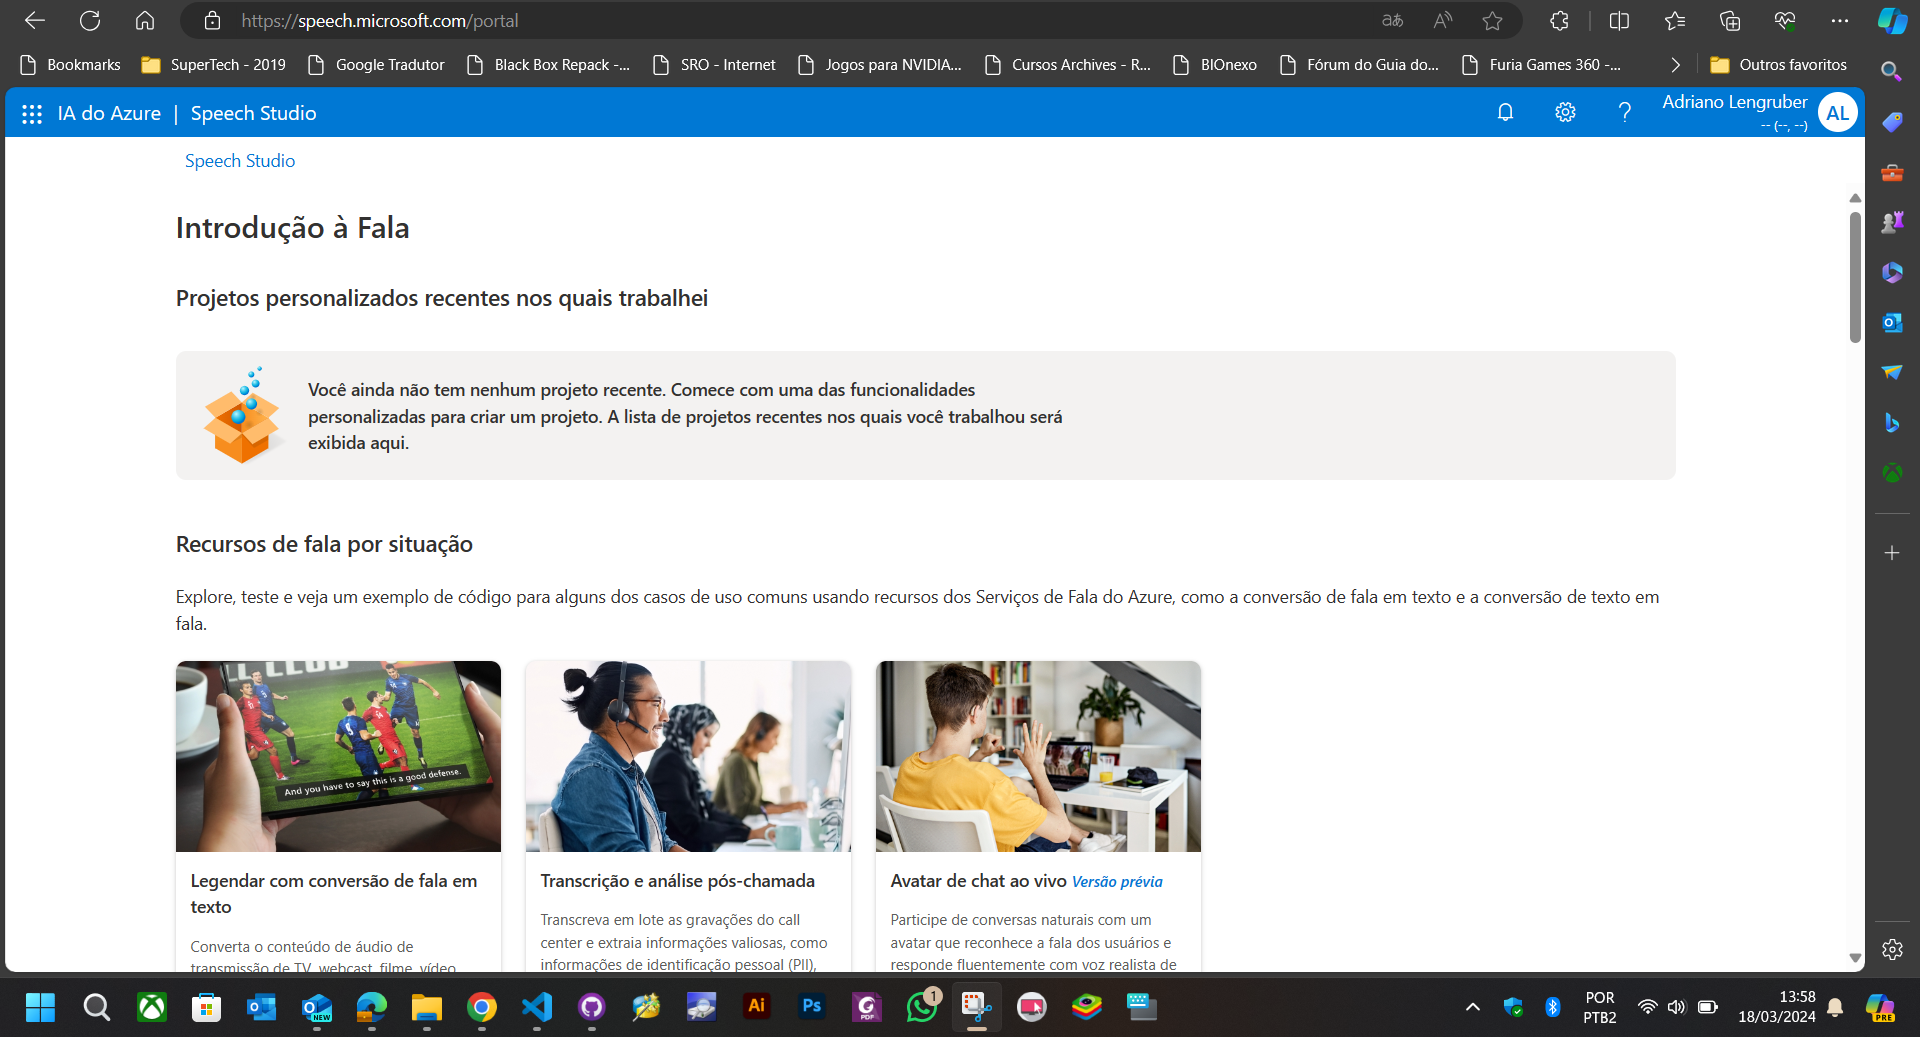 https://speech.microsoft.com/portal
Bookmarks
SuperTech - 2019
Google Tradutor
Black Box Repack -...
SRO - Internet
Jogos para NVIDIA...
Cursos Archives - R...
BIOnexo
Fórum do Guia do...
Furia Games 360 -...
Outros favoritos
IA do Azure | Speech Studio
Adriano Lengruber
-- (--, --)
AL
Speech Studio
Introdução à Fala
Projetos personalizados recentes nos quais trabalhei
Você ainda não tem nenhum projeto recente. Comece com uma das funcionalidades
personalizadas para criar um projeto. A lista de projetos recentes nos quais você trabalhou será
exibida aqui.
Recursos de fala por situação
Explore, teste e veja um exemplo de código para alguns dos casos de uso comuns usando recursos dos Serviços de Fala do Azure, como a conversão de fala em texto e a conversão de texto em
fala.
And you have to say this is a good defense.
Legendar com conversão de fala em
texto
Converta o conteúdo de áudio de
transmissão de TV, webcast, filme, vídeo
Transcrição e análise pós-chamada
Transcreva em lote as gravações do call
center e extraia informações valiosas, como
informações de identificação pessoal (PII),
Avatar de chat ao vivo Versão prévia
Participe de conversas naturais com um
avatar que reconhece a fala dos usuários e
responde fluentemente com voz realista de
NEW
Ai
Ps
PDF
1
POR
PTB2
13:58
18/03/2024
PRE